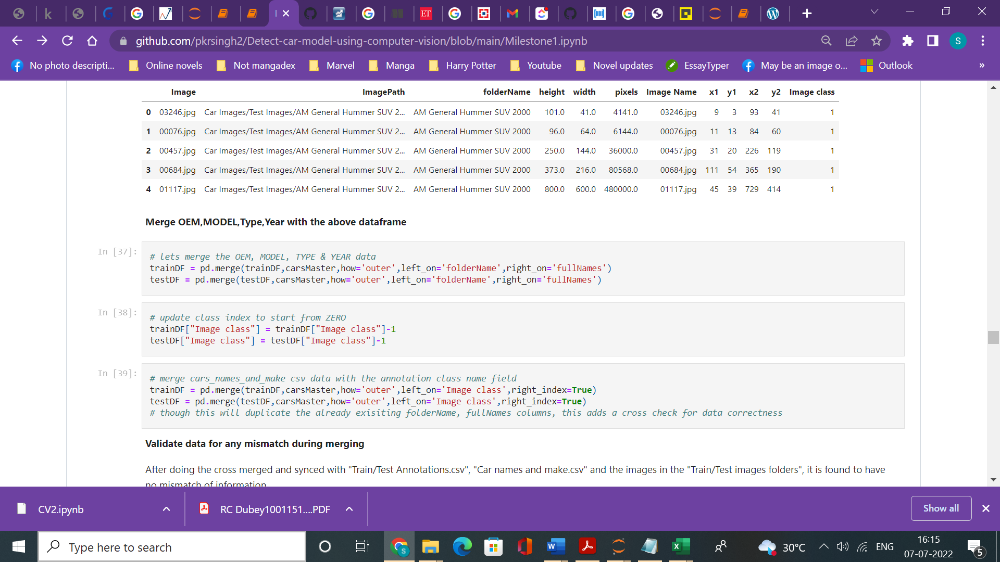 ET
github.com/pkrsingh2/Detect-car-model-using-computer-vision/blob/main/Milestone1.ipynb
S
No photo descripti... Online novels Not mangadex Marvel Manga Harry Potter Youtube Novel updates EssayTyper May be an image o... Outlook »
Image ImagePath folderName height width pixels Image Name x1 y1 x2 y2 Image class
0 03246.jpg Car Images/Test Images/AM General Hummer SUV 2... AM General Hummer SUV 2000 101.0 41.0 4141.0 03246.jpg 9 3 93 41 1
1 00076.jpg Car Images/Test Images/AM General Hummer SUV 2... AM General Hummer SUV 2000 96.0 64.0 6144.0 00076.jpg 11 13 84 60 1
2 00457.jpg Car Images/Test Images/AM General Hummer SUV 2... AM General Hummer SUV 2000 250.0 144.0 36000.0 00457.jpg 31 20 226 119 1
3 00684.jpg Car Images/Test Images/AM General Hummer SUV 2... AM General Hummer SUV 2000 373.0 216.0 80568.0 00684.jpg 111 54 365 190 1
4 01117.jpg Car Images/Test Images/AM General Hummer SUV 2... AM General Hummer SUV 2000 800.0 600.0 480000.0 01117.jpg 45 39 729 414 1
Merge OEM,MODEL,Type,Year with the above dataframe
In [37]:
# lets merge the OEM, MODEL, TYPE & YEAR data
trainDF = pd.merge(trainDF,carsMaster,how='outer',left_on='folderName',right_on='fullNames')
testDF = pd.merge(testDF,carsMaster,how='outer',left_on='folderName',right_on='fullNames')
In [38]:
# update class index to start from ZERO
trainDF["Image class"] = trainDF["Image class"]-1
testDF["Image class"] = testDF["Image class"]-1
In [39]:
# merge cars_names_and_make csv data with the annotation class name field
trainDF = pd.merge(trainDF,carsMaster,how='outer',left_on='Image class',right_index=True)
testDF = pd.merge(testDF,carsMaster,how='outer',left_on='Image class',right_index=True)
# though this will duplicate the already exisiting folderName, fullNames columns, this adds a cross check for data correctness
Validate data for any mismatch during merging
After doing the cross merged and synced with "Train/Test Annotations.csv", "Car names and make.csv" and the images in the "Train/Test images folders", it is found to have
no mismatch of information
CV2.ipynb RC Dubey1001151....PDF Show all
Type here to search
30°C ENG
16:15
07-07-2022
5